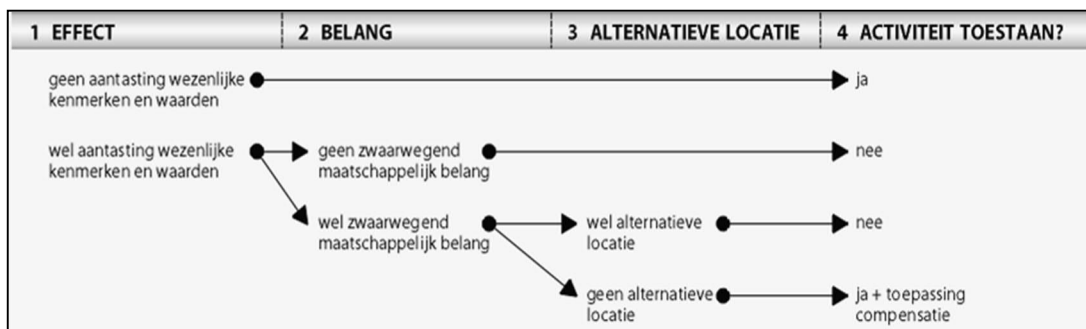 1 EFFECT
2 BELANG
3 ALTERNATIEVE LOCATIE
4 ACTIVITEIT TOESTAAN?
geen aantasting wezenlijke
kenmerken en waarden
ja
wel aantasting wezenlijke
kenmerken en waarden
geen zwaarwegend
maatschappelijk belang
nee
wel zwaarwegend
maatschappelijk belang
wel alternatieve
locatie
nee
geen alternatieve
locatie
ja + toepassing
compensatie